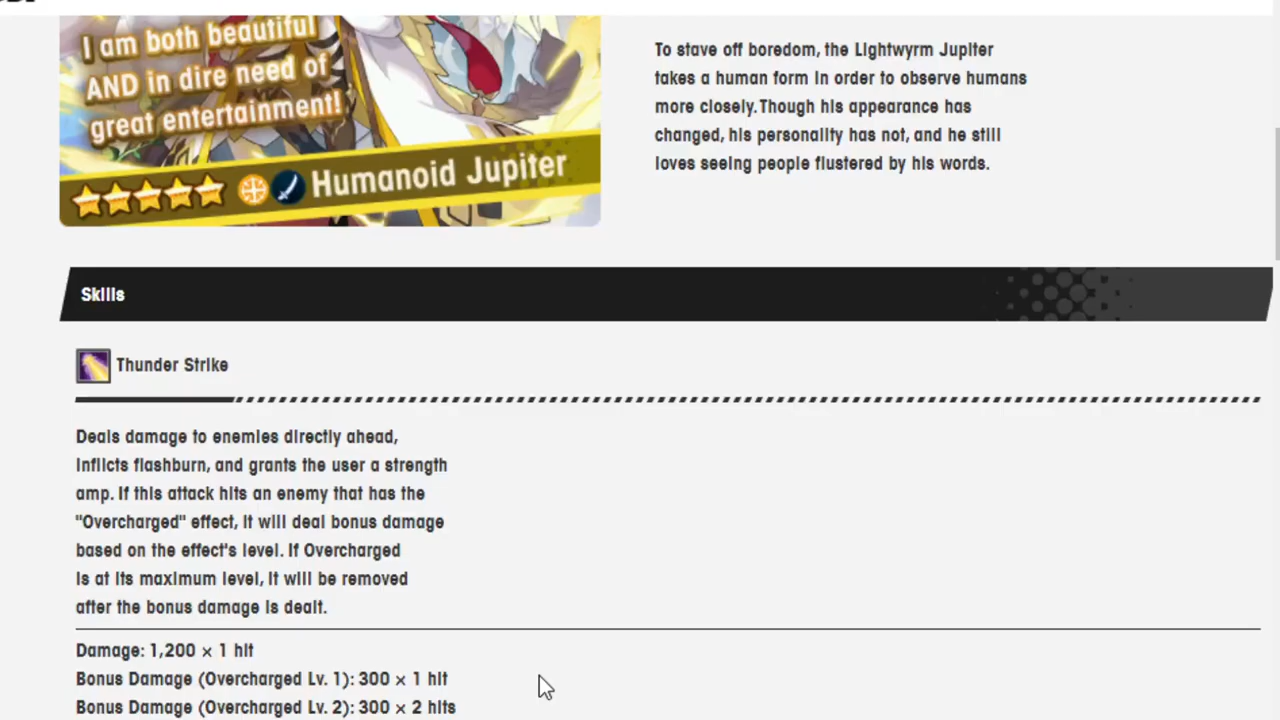 I am both beautiful
AND in dire need of
great entertainment!
Humanoid Jupiter
To stave off boredom, the Lightwyrm Jupiter
takes a human form in order to observe humans
more closely. Though his appearance has
changed, his personality has not, and he still
loves seeing people flustered by his words.
Skills
Thunder Strike
Deals damage to enemies directly ahead,
inflicts flashburn, and grants the user a strength
amp. If this attack hits an enemy that has the
"Overcharged" effect, it will deal bonus damage
based on the effect's level. If Overcharged
is at its maximum level, it will be removed
after the bonus damage is dealt.
Damage: 1,200 × 1 hit
Bonus Damage (Overcharged Lv. 1): 300 × 1 hit
Bonus Damage (Overcharged Lv. 2): 300 × 2 hits